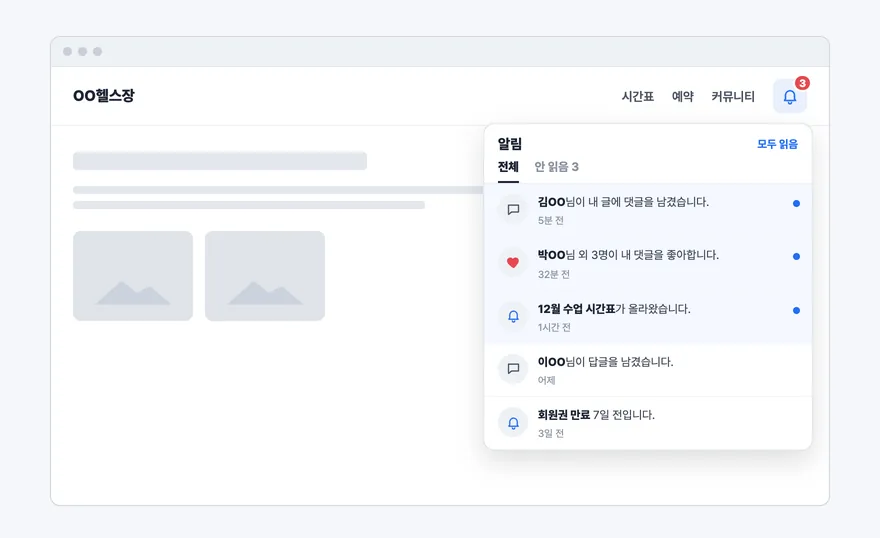 OO헬스장
시간표 예약 커뮤니티
3
알림 모두 읽음
전체 안 읽음 3
김OO님이 내 글에 댓글을 남겼습니다.
5분 전
박OO님 외 3명이 내 댓글을 좋아합니다.
32분 전
12월 수업 시간표가 올라왔습니다.
1시간 전
이OO님이 답글을 남겼습니다.
어제
회원권 만료 7일 전입니다.
3일 전